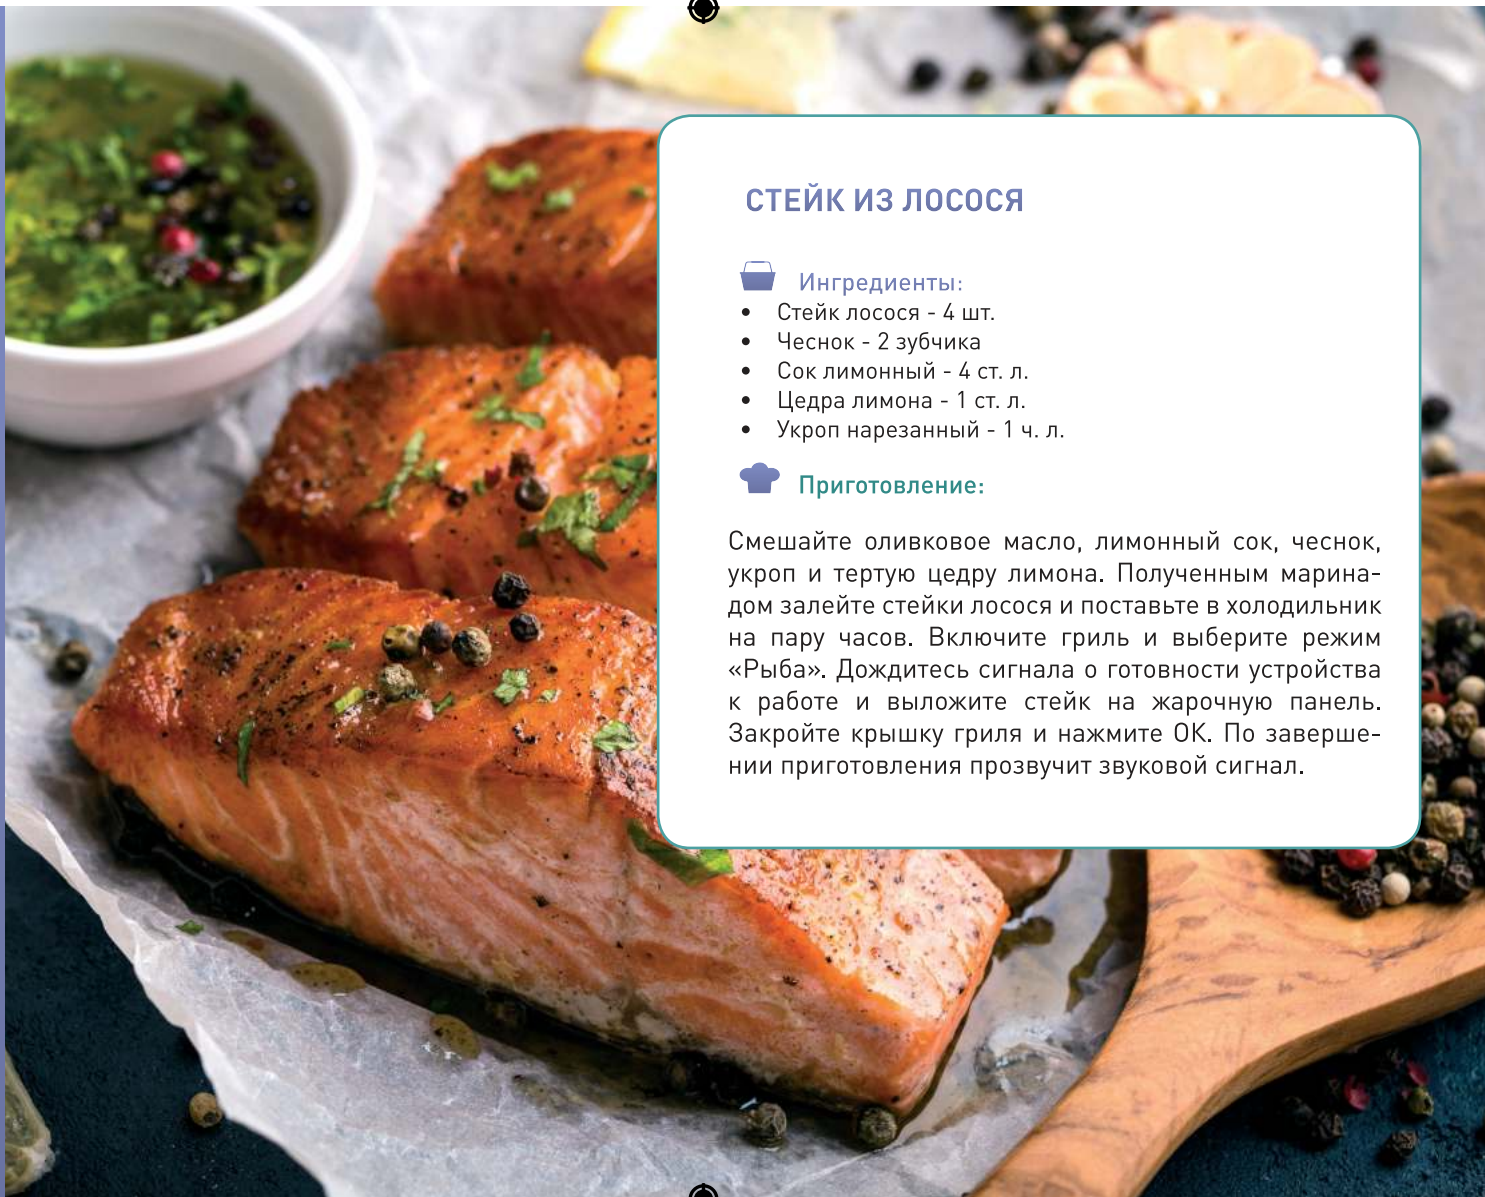 СТЕЙК ИЗ ЛОСОСЯ
Ингредиенты:
• Стейк лосося - 4 шт.
• Чеснок - 2 зубчика
• Сок лимонный - 4 ст. л.
• Цедра лимона - 1 ст. л.
• Укроп нарезанный - 1 ч. л.
Приготовление:
Смешайте оливковое масло, лимонный сок, чеснок,
укроп и тертую цедру лимона. Полученным марина-
дом залейте стейки лосося и поставьте в холодильник
на пару часов. Включите гриль и выберите режим
«Рыба». Дождитесь сигнала о готовности устройства
к работе и выложите стейк на жарочную панель.
Закройте крышку гриля и нажмите ОК. По заверше-
нии приготовления прозвучит звуковой сигнал.